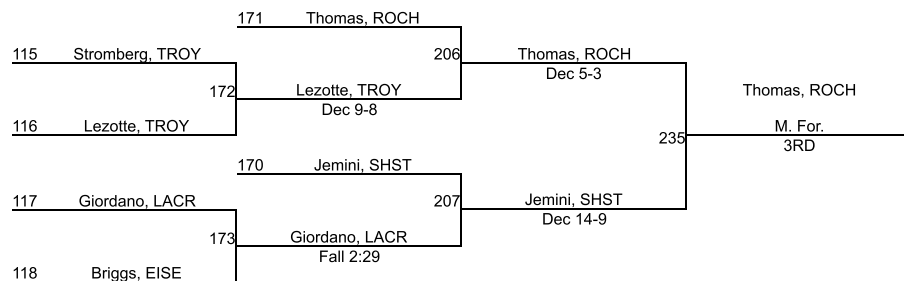 171 Thomas, ROCH
115 Stromberg, TROY
206
Thomas, ROCH
Dec 5-3
172
Lezotte, TROY
Dec 9-8
Thomas, ROCH
116 Lezotte, TROY
M. For.
235
3RD
170 Jemini, SHST
117 Giordano, LACR
207
Jemini, SHST
Dec 14-9
173
Giordano, LACR
Fall 2:29
118 Briggs, EISE